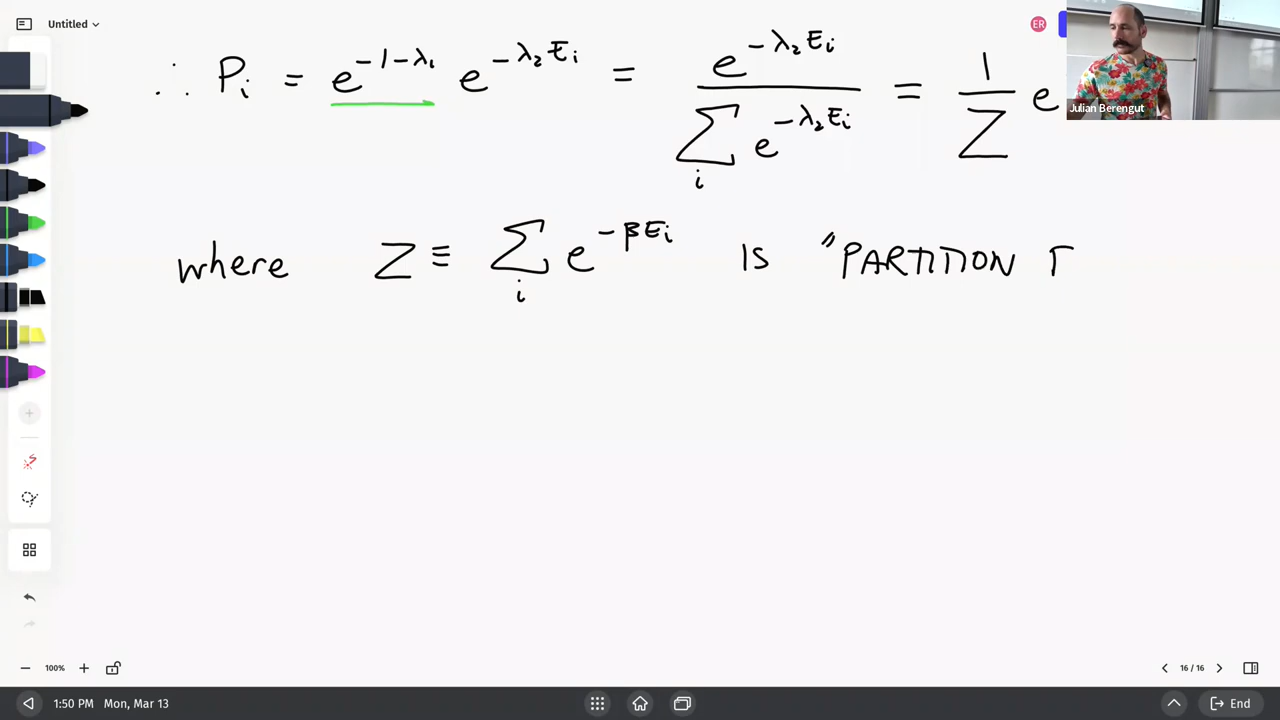 Untitled
ER
∴ Pᵢ = e^{-1-λ₁} e^{-λ₂Eᵢ} = e^{-λ₂Eᵢ} / Σᵢ e^{-λ₂Eᵢ} = 1/Z e
Julian Berengut
where Z ≡ Σᵢ e^{-βEᵢ} IS "PARTITION
100%
16 / 16
1:50 PM Mon, Mar 13
End